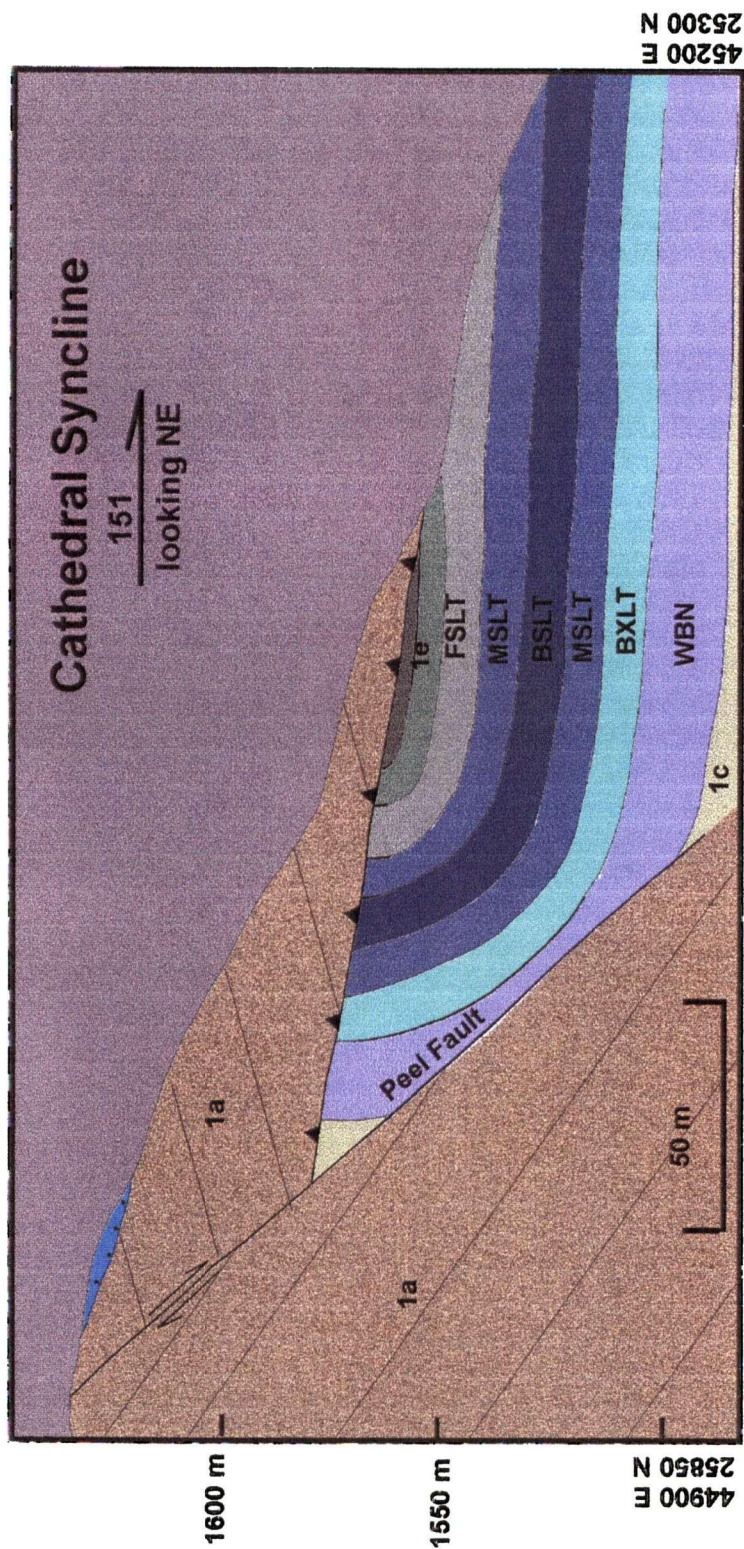 Cathedral Syncline
151
looking NE
1600 m
1550 m
1a
1a
Peel Fault
1e
FSLT
MSLT
BSLT
MSLT
BXLT
WBN
1c
50 m
44900 E
25850 N
45200 E
25300 N